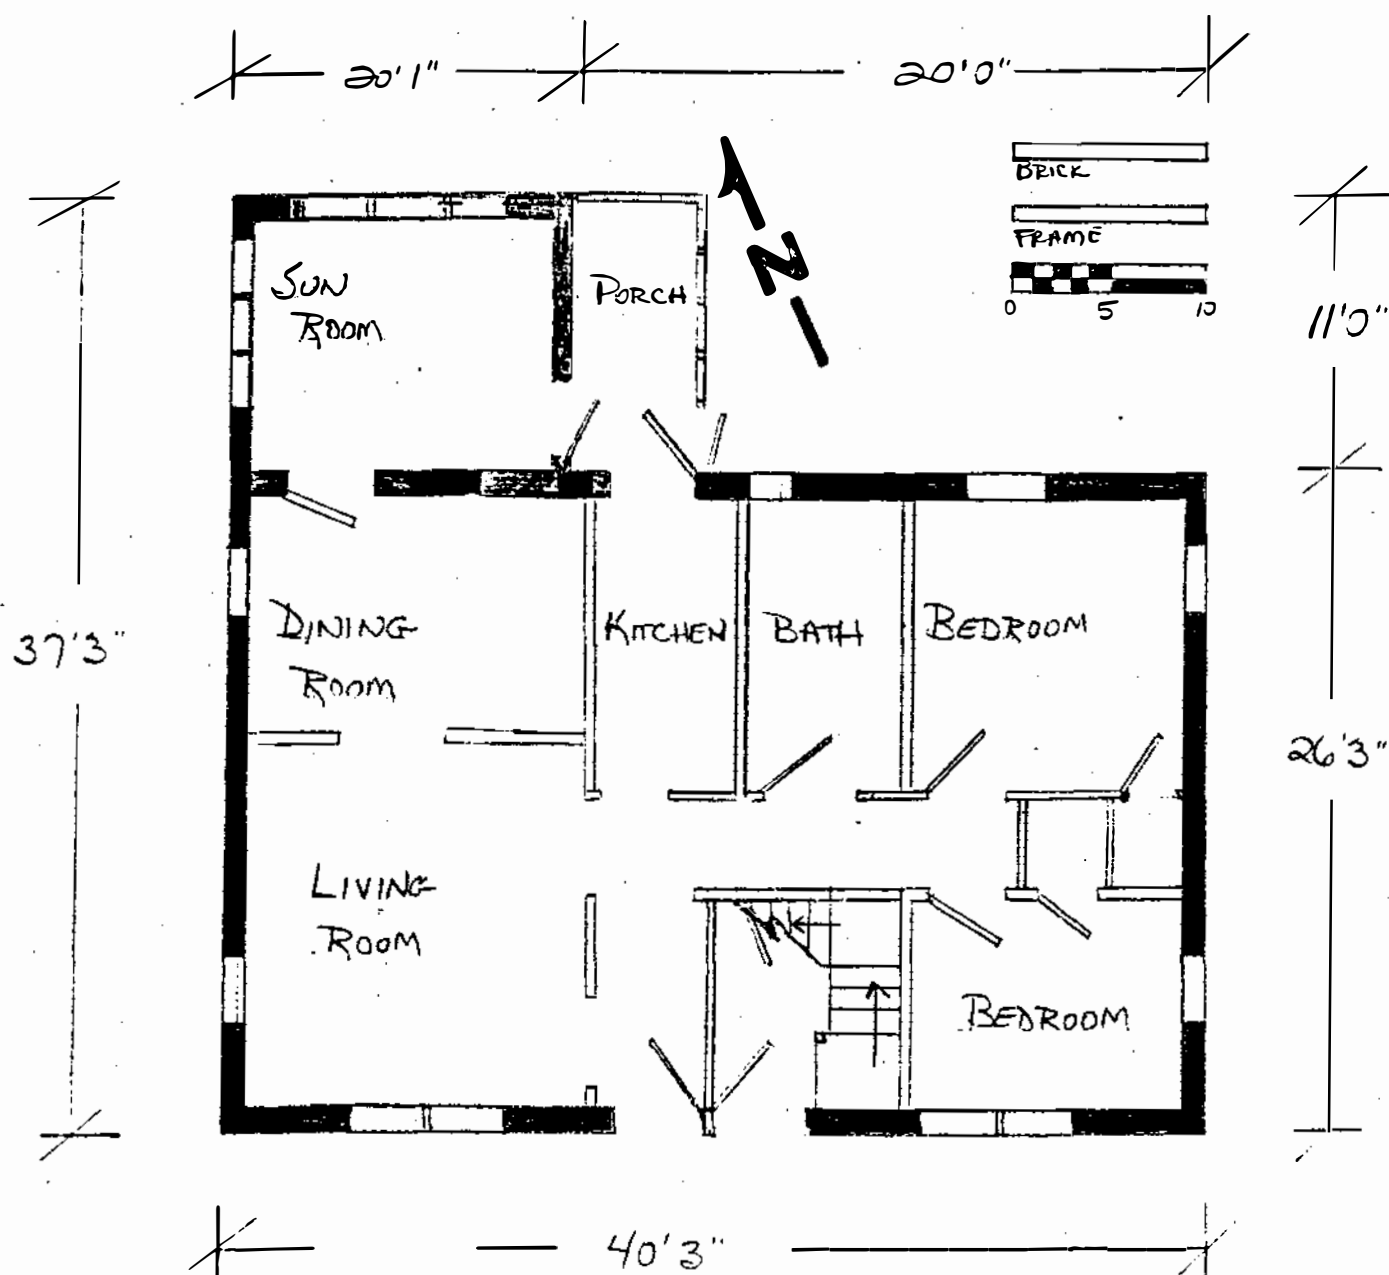 20'1" 20'0"
BRICK
FRAME
0 5 10
SUN
ROOM
PORCH
N
11'0"
37'3"
DINING
ROOM
KITCHEN
BATH
BEDROOM
26'3"
LIVING
ROOM
BEDROOM
40'3"